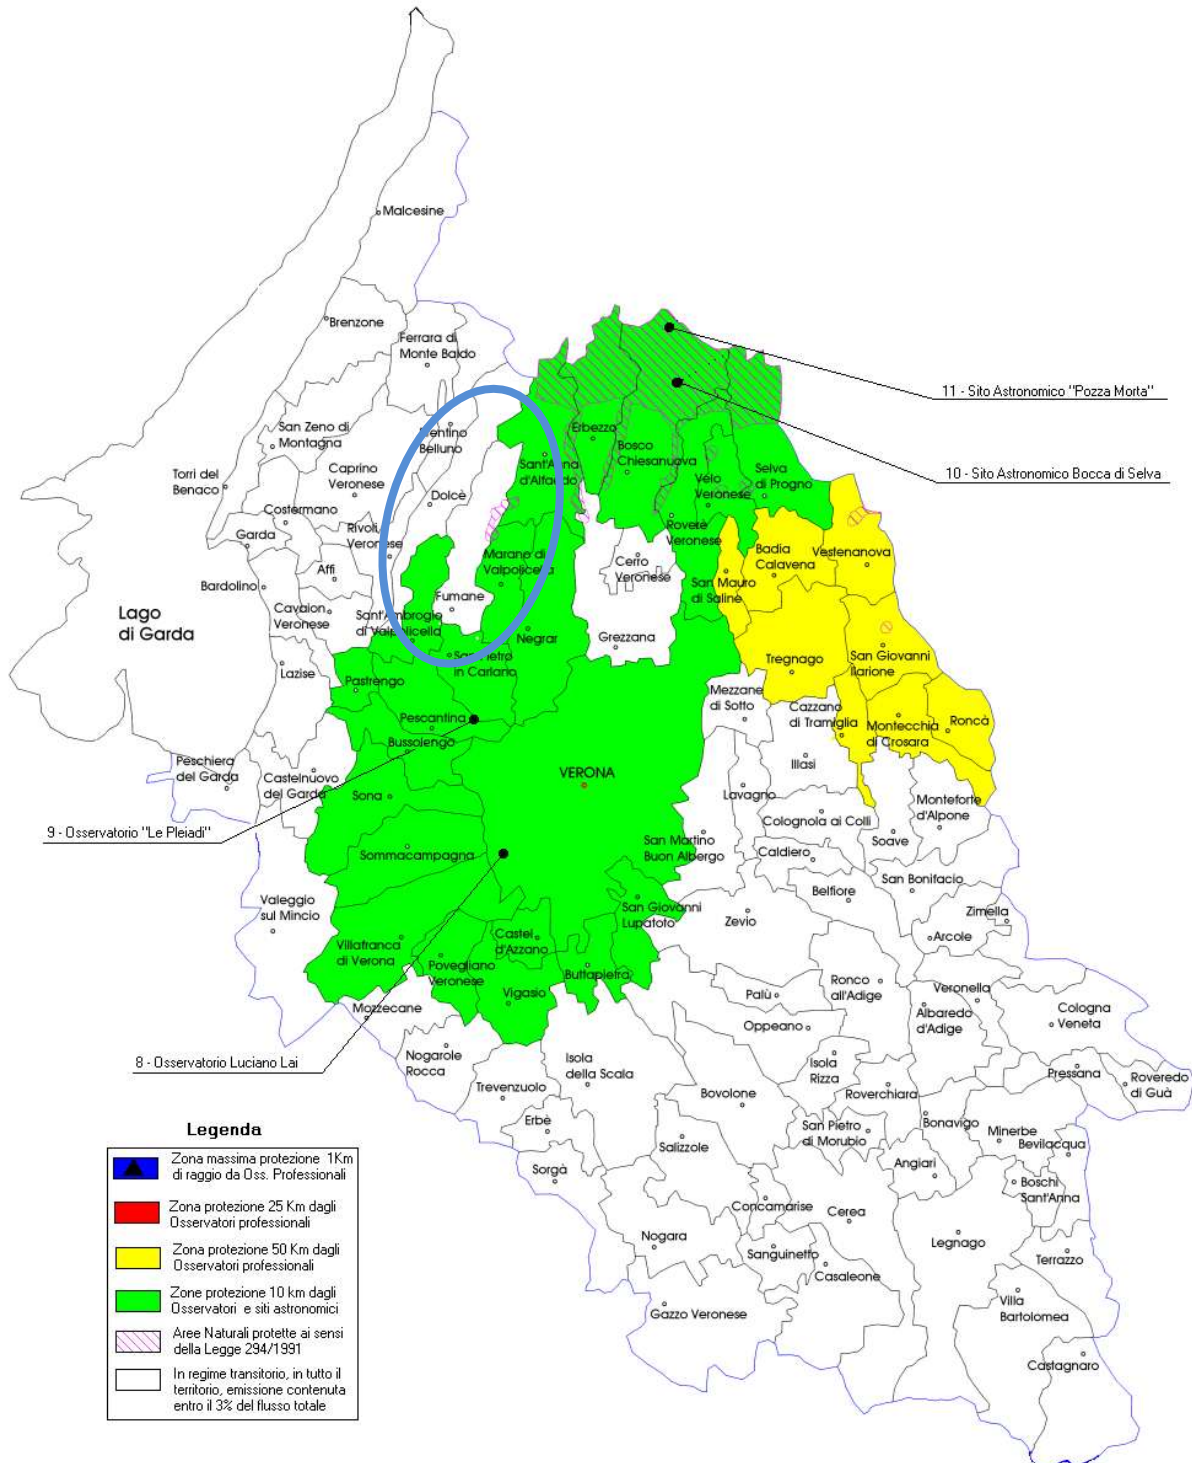 Malcesine
Brenzone
Ferrara di
Monte Baldo
11 - Sito Astronomico "Pozza Morta"
San Zeno di
Montagna
Brentino
Belluno
Erbezzo
Bosco
Chiesanuova
Sant'Anna
d'Alfaedo
Selva
di Progno
10 - Sito Astronomico Bocca di Selva
Torri del
Benaco
Caprino
Veronese
Dolcè
Velo
Veronese
Costermano
Garda
Rivoli
Veronese
Roverè
Veronese
Badia
Calavena
Vestenanova
Affi
Marano di
Valpolicella
Cerro
Veronese
San Mauro
di Saline
Bardolino
Cavaion
Veronese
Fumane
Lago
di Garda
Sant'Ambrogio
di Valpolicella
Negrar
Grezzana
San Giovanni
Ilarione
San Pietro
in Cariano
Tregnago
Lazise
Pastrengo
Mezzane
di Sotto
Cazzano
di Tramigna
Montecchia
di Crosara
Roncà
Pescantina
Bussolengo
Peschiera
del Garda
Castelnuovo
del Garda
VERONA
Illasi
Sona
Lavagno
Monteforte
d'Alpone
Colognola ai Colli
9 - Osservatorio "Le Pleiadi"
Soave
San Martino
Buon Albergo
Sommacampagna
Caldiero
San Bonifacio
Belfiore
Valeggio
sul Mincio
San Giovanni
Lupatoto
Zevio
Zimella
Arcole
Villafranca
di Verona
Castel
d'Azzano
Povegliano
Veronese
Buttapietra
Vigasio
Palù
Ronco
all'Adige
Veronella
Mozzecane
Albaredo
d'Adige
Cologna
Veneta
Oppeano
8 - Osservatorio Luciano Lai
Nogarole
Rocca
Isola
della Scala
Isola
Rizza
Pressana
Roveredo
di Guà
Trevenzuolo
Bovolone
Roverchiara
Erbè
San Pietro
di Morubio
Bonavigo
Minerbe
Bevilacqua
Salizzole
Sorgà
Angiari
Boschi
Sant'Anna
Concamarise
Cerea
Nogara
Sanguinetto
Legnago
Terrazzo
Casaleone
Gazzo Veronese
Villa
Bartolomea
Castagnaro
Legenda
Zona massima protezione 1Km
di raggio da Oss. Professionali
Zona protezione 25 Km dagli
Osservatori professionali
Zona protezione 50 Km dagli
Osservatori professionali
Zone protezione 10 km dagli
Osservatori e siti astronomici
Aree Naturali protette ai sensi
della Legge 294/1991
In regime transitorio, in tutto il
territorio, emissione contenuta
entro il 3% del flusso totale